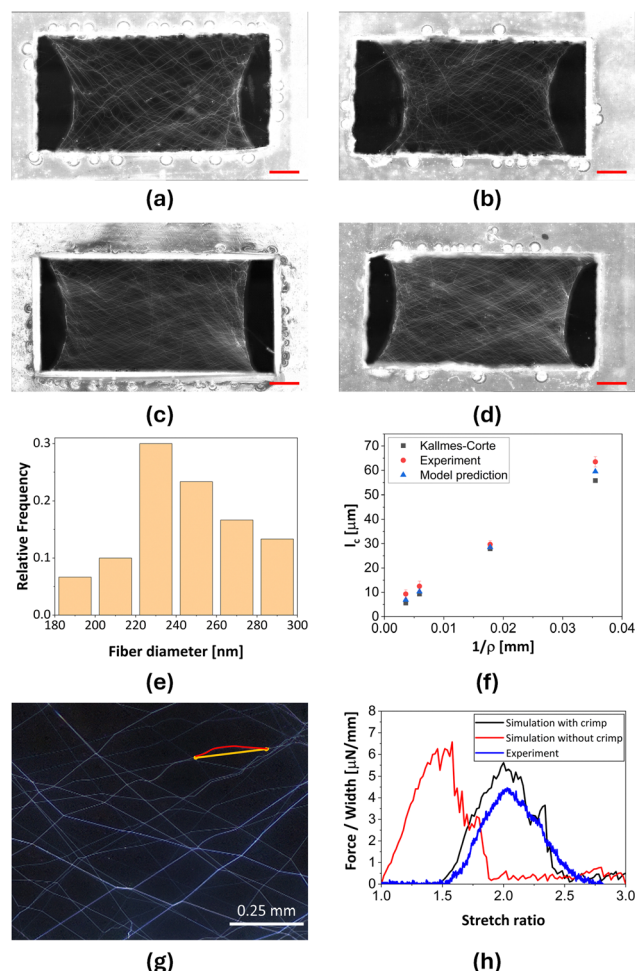 (a)
(b)
(c)
(d)
Relative Frequency
0.3
0.2
0.1
0.0
180 200 220 240 260 280 300
Fiber diameter [nm]
(e)
l_c [μm]
70
60
50
40
30
20
10
0
Kallmes-Corte
Experiment
Model prediction
0.00 0.01 0.02 0.03 0.04
1/ρ [mm]
(f)
0.25 mm
(g)
Force / Width [μN/mm]
8
7
6
5
4
3
2
1
0
Simulation with crimp
Simulation without crimp
Experiment
1.0 1.5 2.0 2.5 3.0
Stretch ratio
(h)